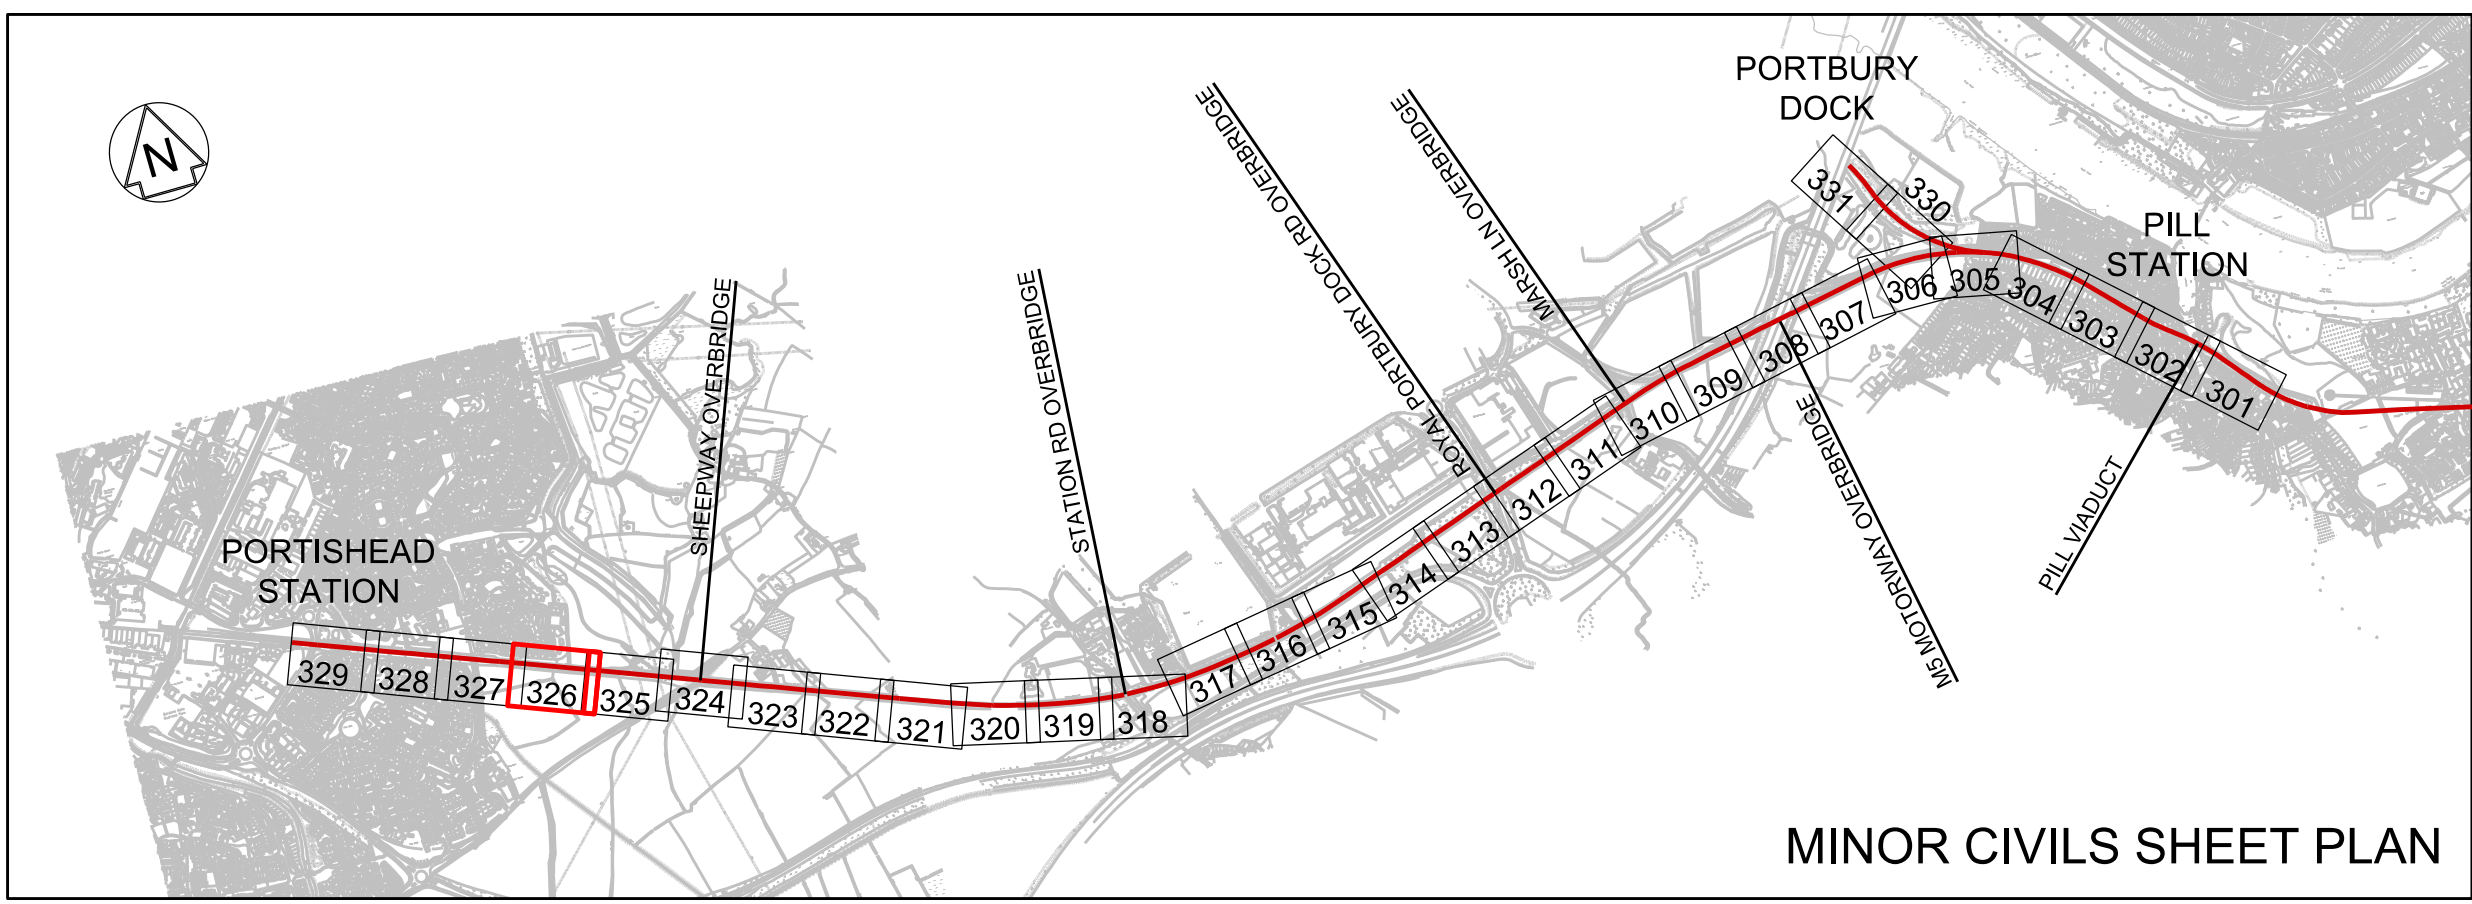 N
PORTBURY
DOCK
PILL
STATION
PORTISHEAD
STATION
SHEEPWAY OVERBRIDGE
STATION RD OVERBRIDGE
ROYAL PORTBURY DOCK RD OVERBRIDGE
MARSH LN OVERBRIDGE
M5 MOTORWAY OVERBRIDGE
PILL VIADUCT
329
328
327
326
325
324
323
322
321
320
319
318
317
316
315
314
313
312
311
310
309
308
307
306
305
304
303
302
301
331
330
MINOR CIVILS SHEET PLAN